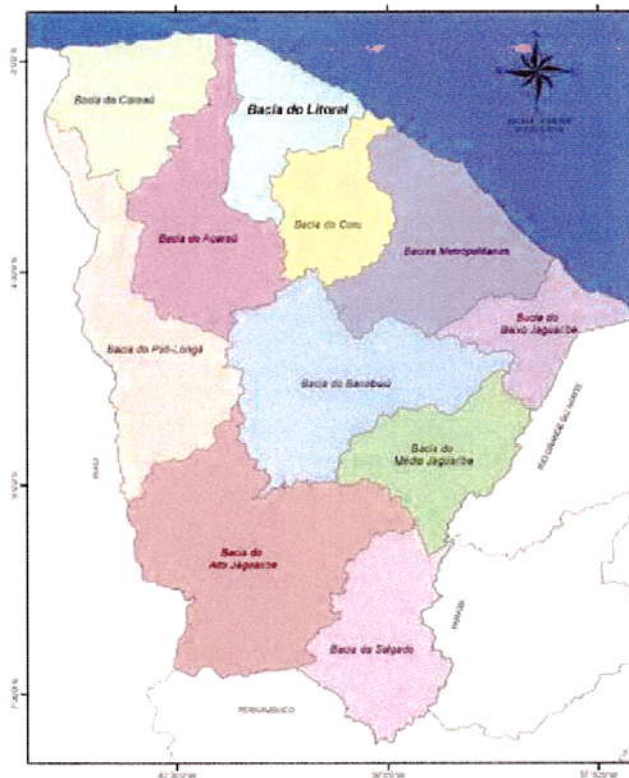 Bacia do Coreaú
Bacia do Litoral
Bacia do Acaraú
Bacia do Curu
Bacias Metropolitanas
Bacia do
Baixo Jaguaribe
Bacia do Poti-Longá
Bacia do Banabuiú
Bacia do
Médio Jaguaribe
RIO GRANDE DO NORTE
PIAUÍ
Bacia do
Alto Jaguaribe
PARAÍBA
Bacia do Salgado
PERNAMBUCO